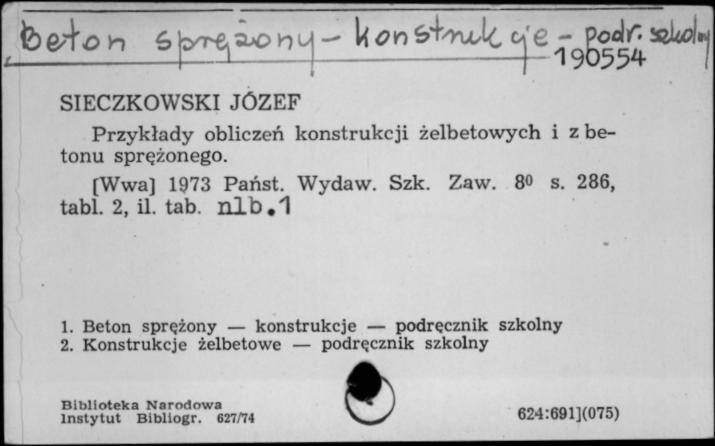 Beton sprężony - konstrukcje - podr. szkolny
190554
SIECZKOWSKI JÓZEF
Przykłady obliczeń konstrukcji żelbetowych i z be-
tonu sprężonego.
[Wwa] 1973 Państ. Wydaw. Szk. Zaw. 8⁰ s. 286,
tabl. 2, il. tab. nlb.1
1. Beton sprężony — konstrukcje — podręcznik szkolny
2. Konstrukcje żelbetowe — podręcznik szkolny
Biblioteka Narodowa
Instytut Bibliogr. 627/74
624:691](075)